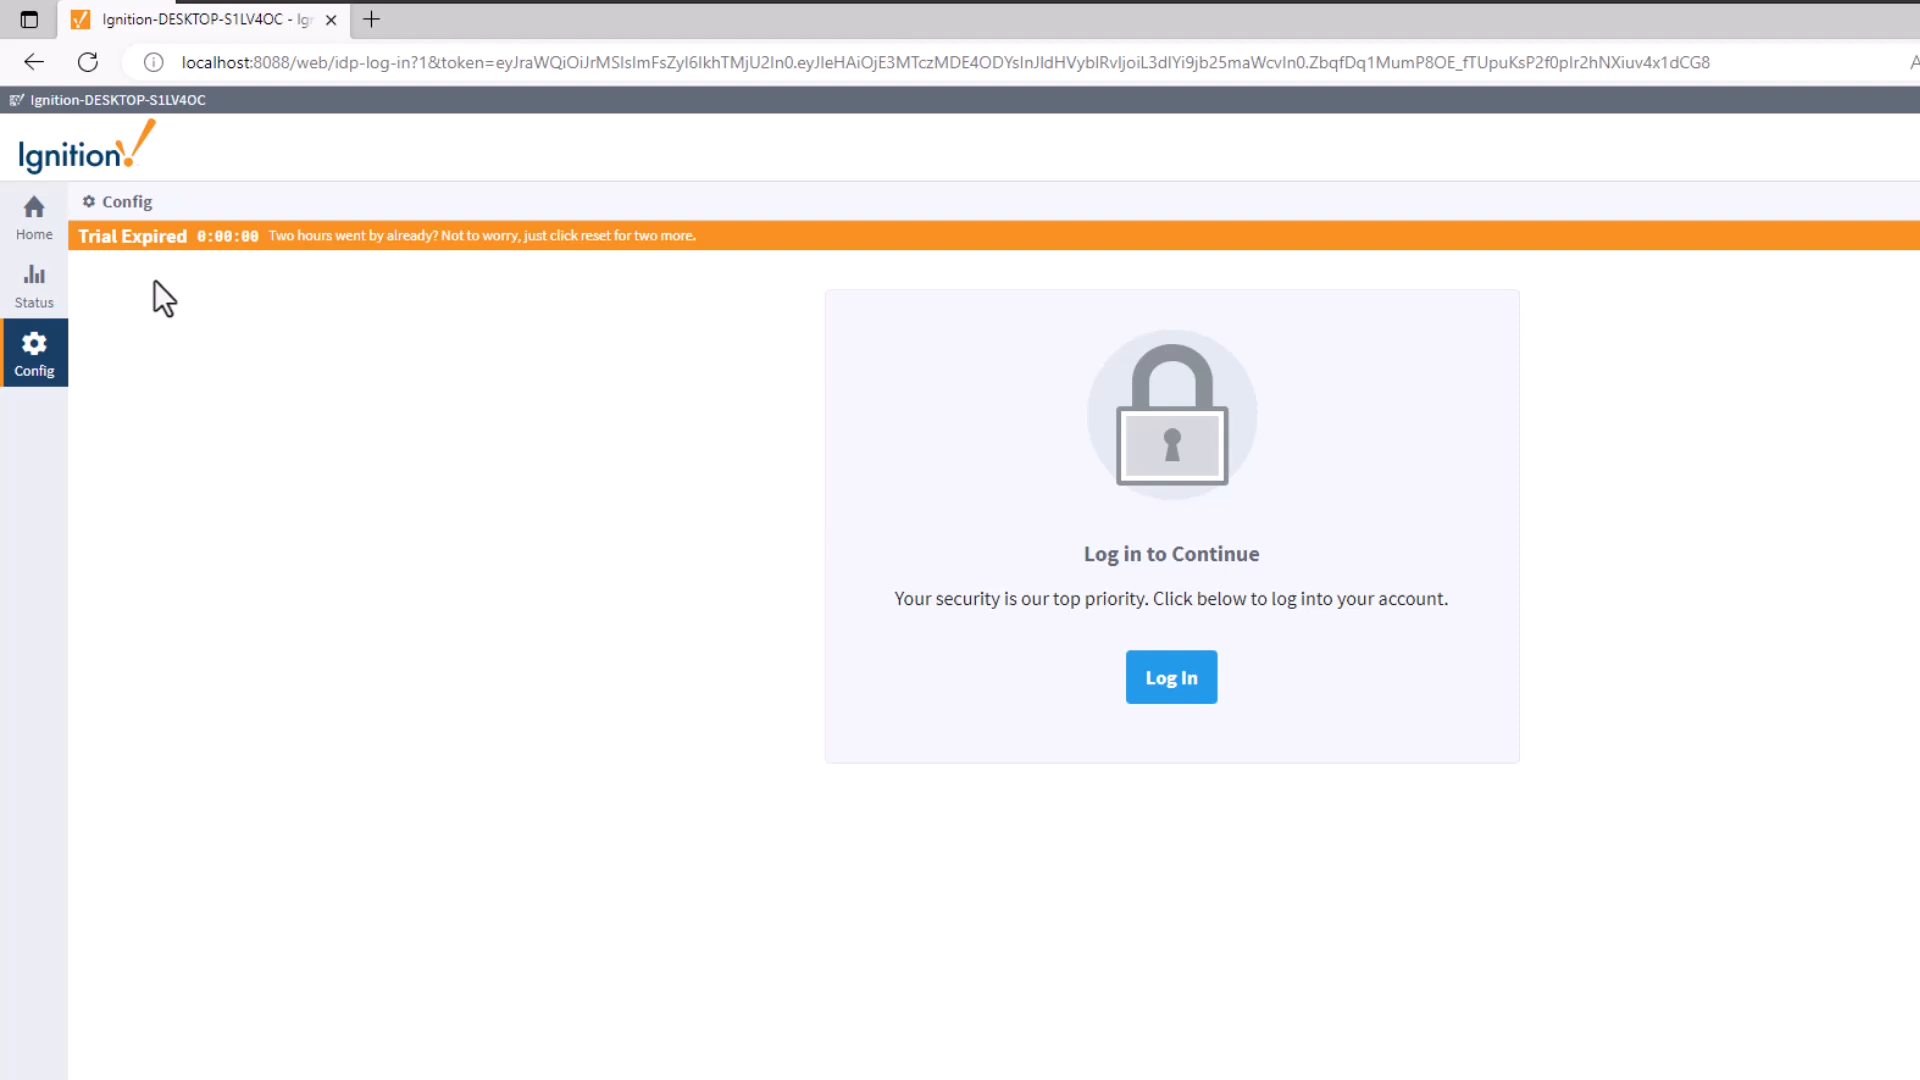 Ignition-DESKTOP-S1LV4OC - Ig
localhost:8088/web/idp-log-in?1&token=eyJraWQiOiJrMSIsImFsZyI6IkhTMjU2In0.eyJleHAiOjE3MTczMDE4ODYsInJldHVyblRvIjoiL3dlYi9jb25maWcvIn0.ZbqfDq1MumP8OE_fTUpuKsP2f0pIr2hNXiuv4x1dCG8
Ignition-DESKTOP-S1LV4OC
Ignition!
Config
Home
Trial Expired 0:00:00 Two hours went by already? Not to worry, just click reset for two more.
Status
Config
Log in to Continue
Your security is our top priority. Click below to log into your account.
Log In